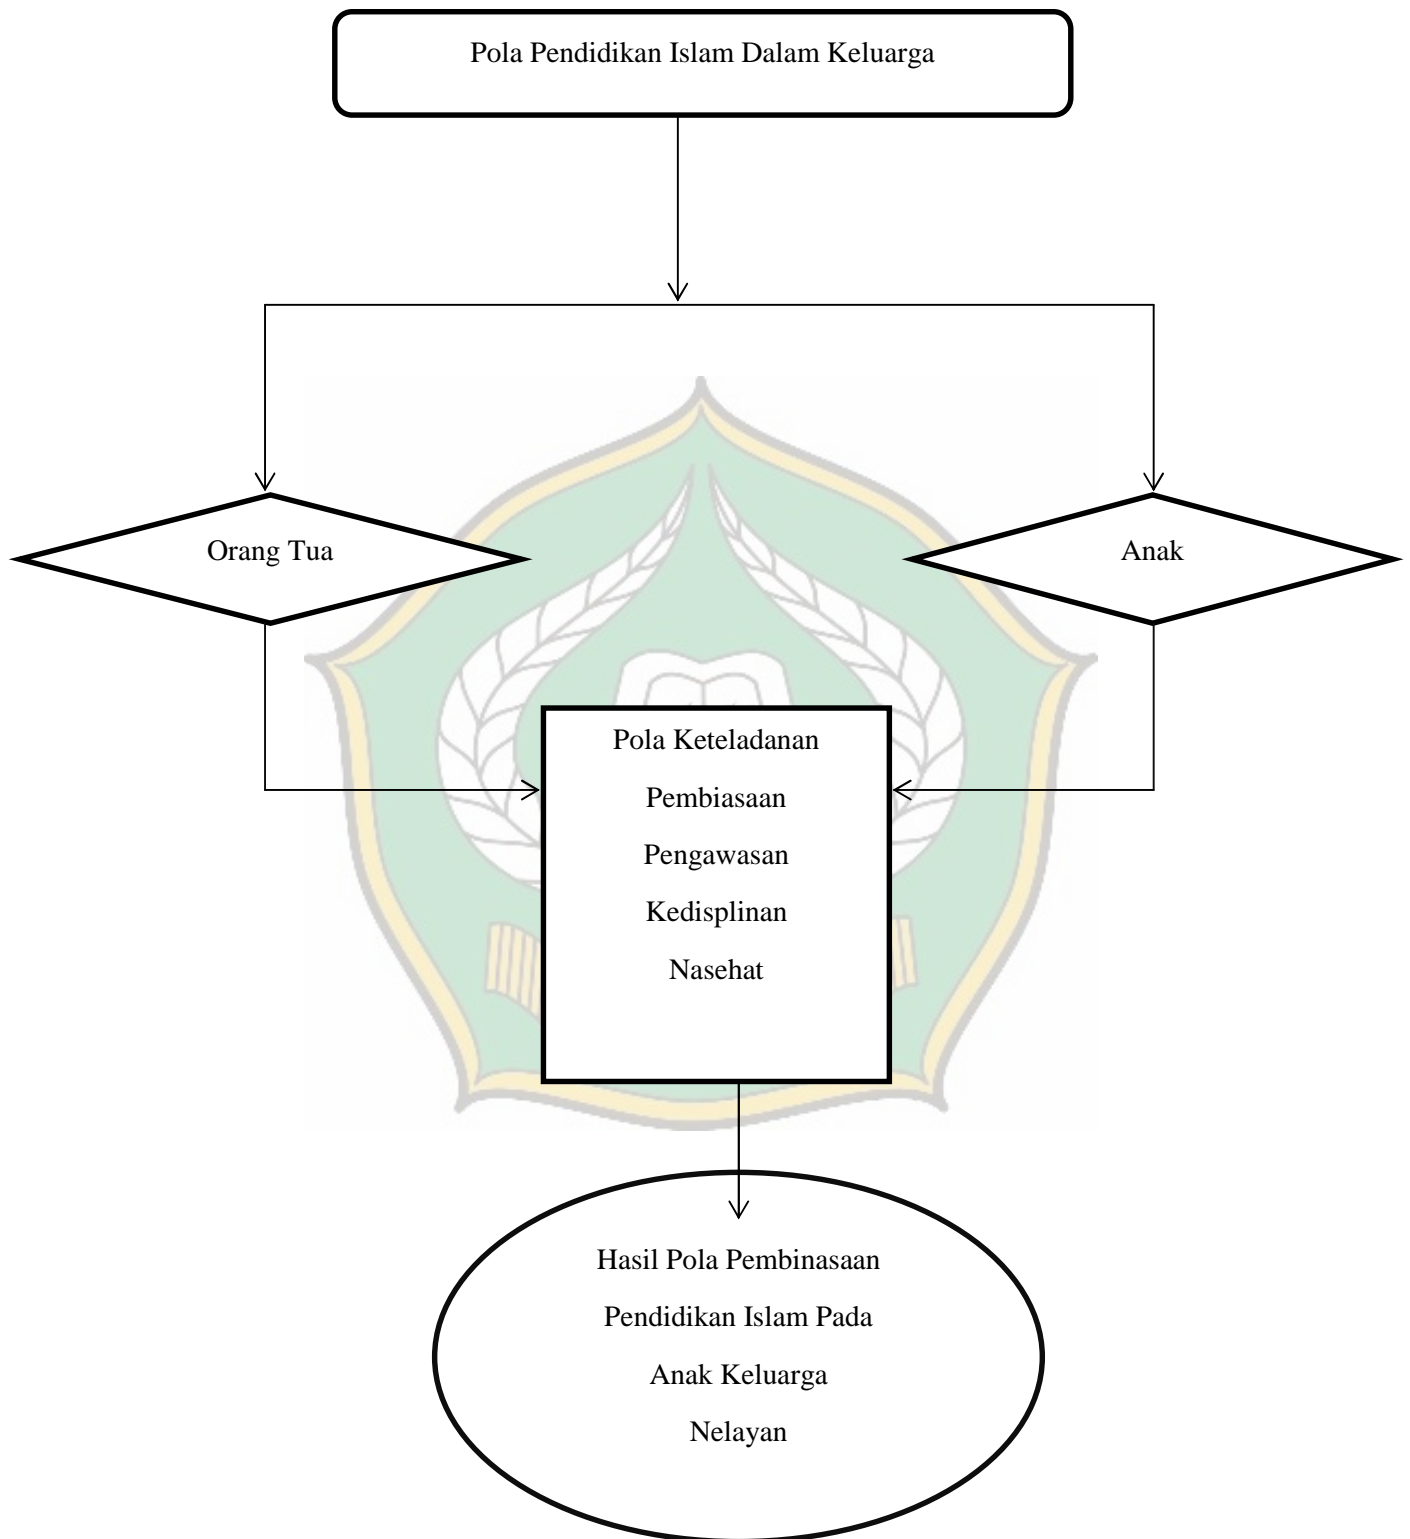 Pola Pendidikan Islam Dalam Keluarga
Orang Tua
Anak
Pola Keteladanan
Pembiasaan
Pengawasan
Kedisplinan
Nasehat
Hasil Pola Pembinasaan
Pendidikan Islam Pada
Anak Keluarga
Nelayan